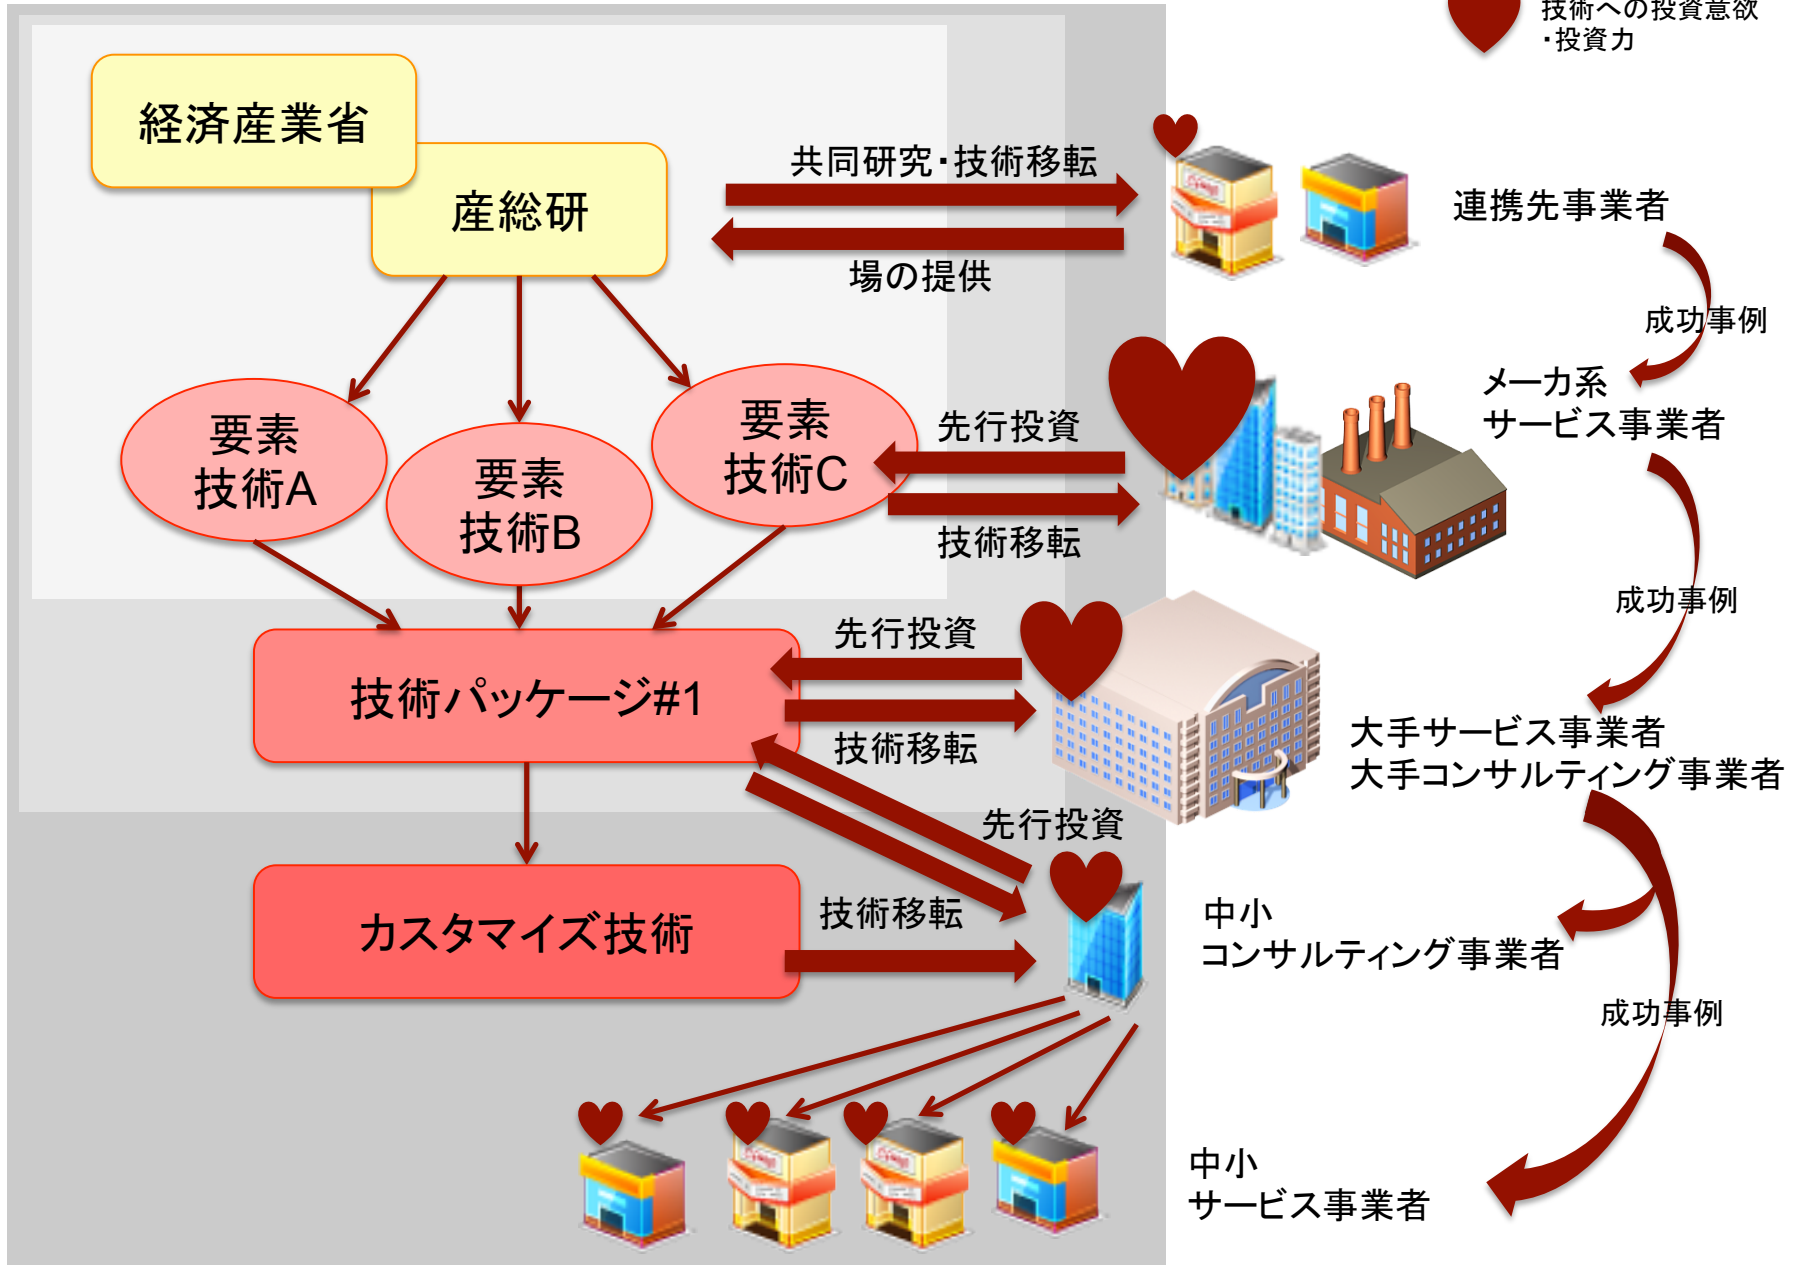 技術への投資意欲
・投資力
経済産業省
産総研
共同研究・技術移転
場の提供
連携先事業者
成功事例
メーカ系
サービス事業者
要素
技術A
要素
技術B
要素
技術C
先行投資
技術移転
成功事例
技術パッケージ#1
先行投資
技術移転
大手サービス事業者
大手コンサルティング事業者
先行投資
カスタマイズ技術
技術移転
中小
コンサルティング事業者
成功事例
中小
サービス事業者